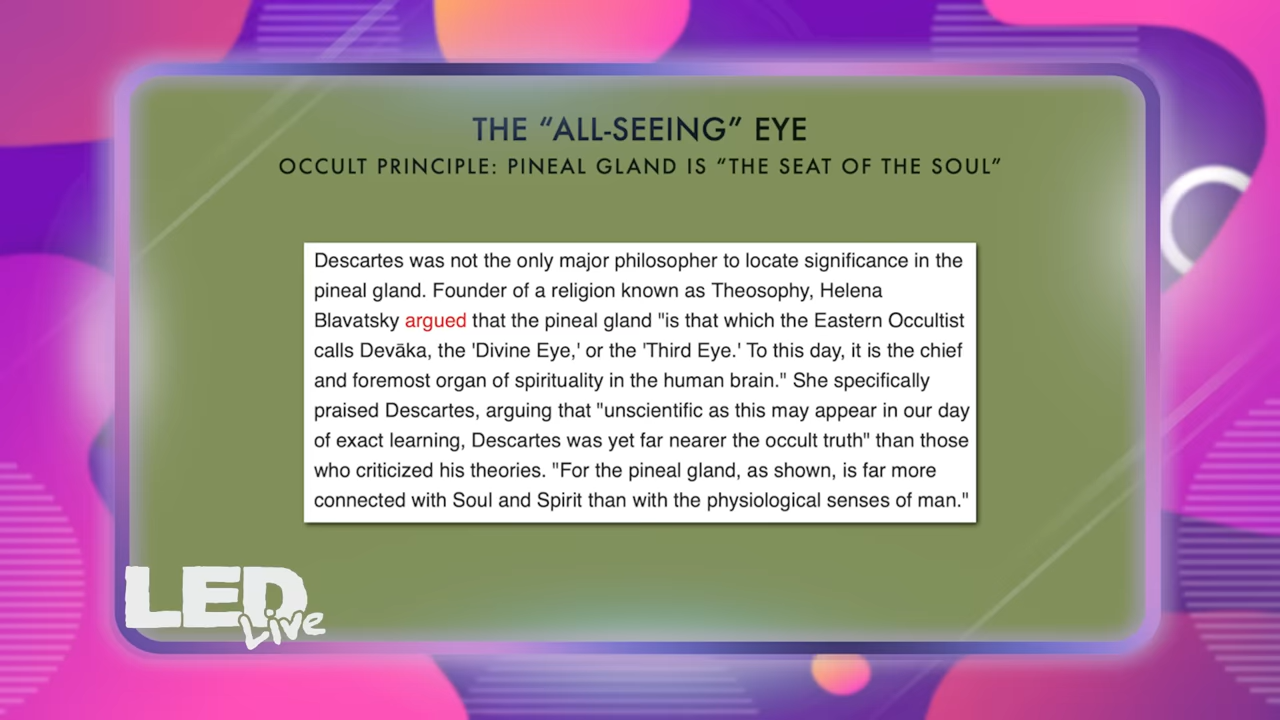 THE “ALL-SEEING” EYE
OCCULT PRINCIPLE: PINEAL GLAND IS “THE SEAT OF THE SOUL”
Descartes was not the only major philosopher to locate significance in the
pineal gland. Founder of a religion known as Theosophy, Helena
Blavatsky argued that the pineal gland "is that which the Eastern Occultist
calls Devāka, the 'Divine Eye,' or the 'Third Eye.' To this day, it is the chief
and foremost organ of spirituality in the human brain." She specifically
praised Descartes, arguing that "unscientific as this may appear in our day
of exact learning, Descartes was yet far nearer the occult truth" than those
who criticized his theories. "For the pineal gland, as shown, is far more
connected with Soul and Spirit than with the physiological senses of man."
LED
Live